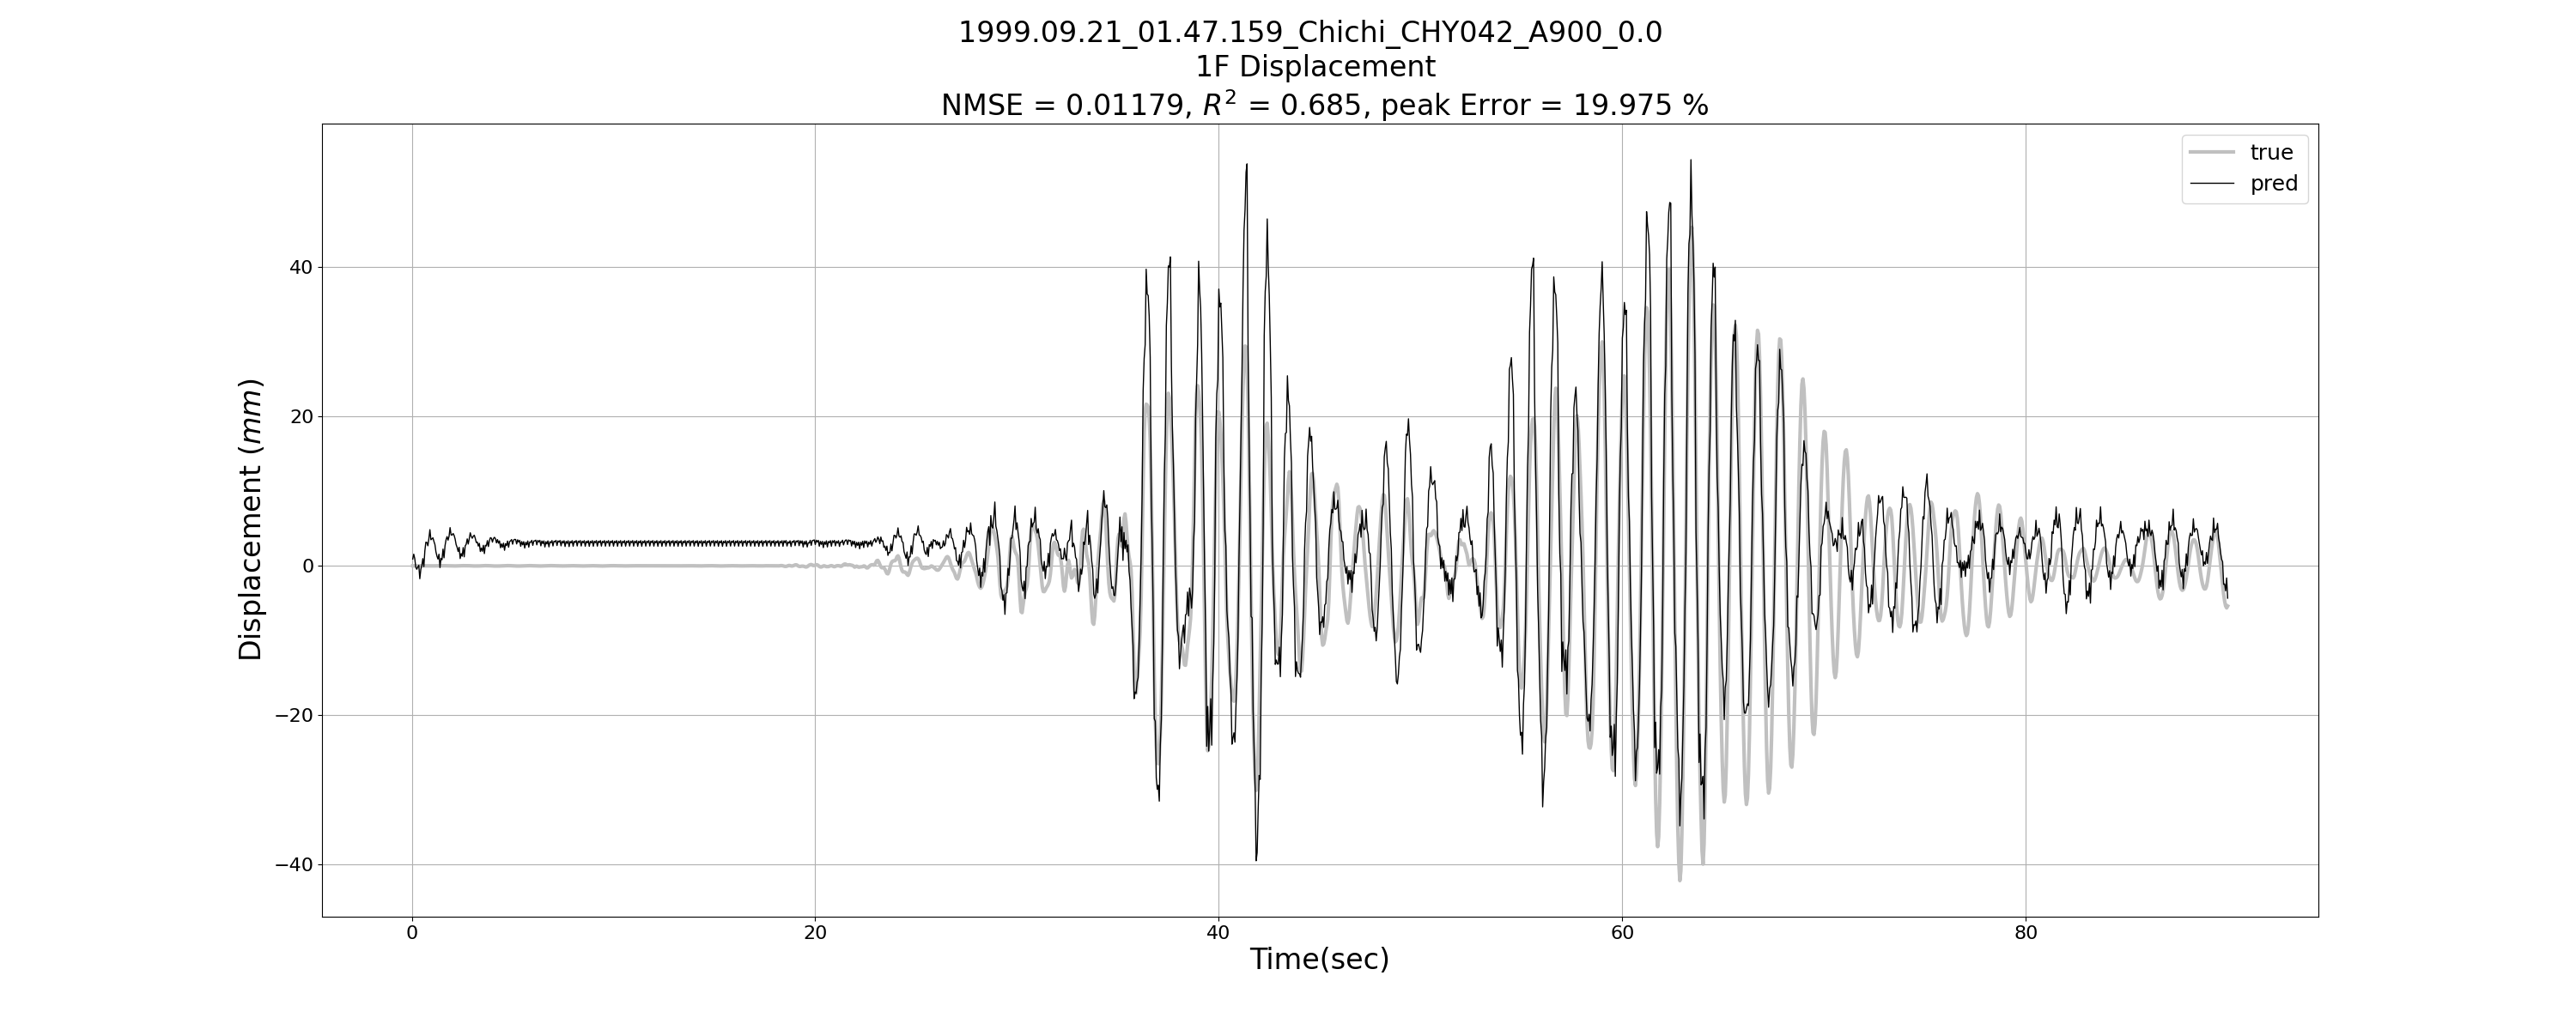 1999.09.21_01.47.159_Chichi_CHY042_A900_0.0
1F Displacement
NMSE = 0.01179, R² = 0.685, peak Error = 19.975 %
true
pred
Displacement (mm)
40
20
0
−20
−40
0 20 40 60 80
Time(sec)